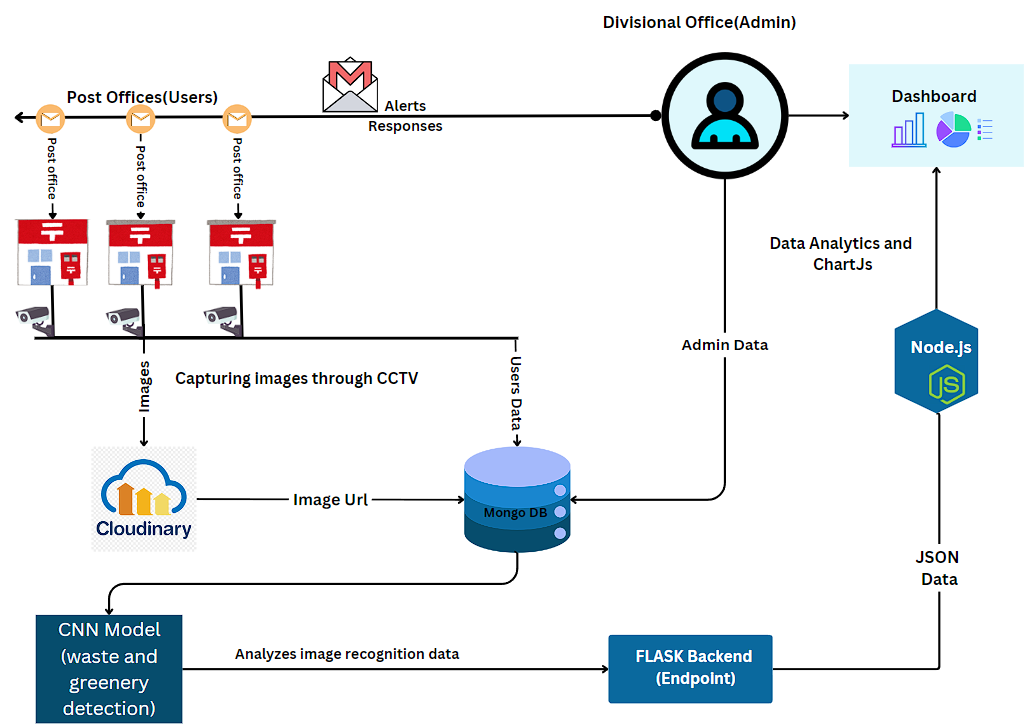 Divisional Office(Admin)
Post Offices(Users)
Alerts
Responses
Dashboard
Post office
Post office
Post office
Data Analytics and
ChartJs
Admin Data
Node.js
JS
Images
Capturing images through CCTV
Users Data
Cloudinary
Image Url
Mongo DB
JSON
Data
CNN Model
(waste and
greenery
detection)
Analyzes image recognition data
FLASK Backend
(Endpoint)